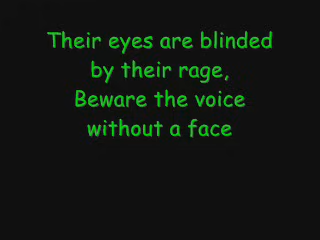 Their eyes are blinded
by their rage,
Beware the voice
without a face